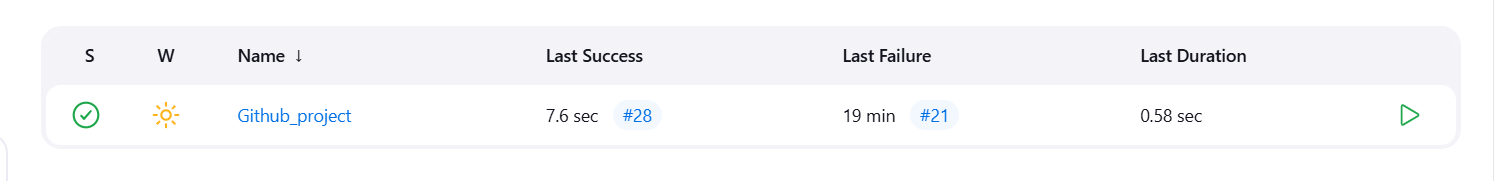 S W Name ↓ Last Success Last Failure Last Duration
Github_project 7.6 sec #28 19 min #21 0.58 sec